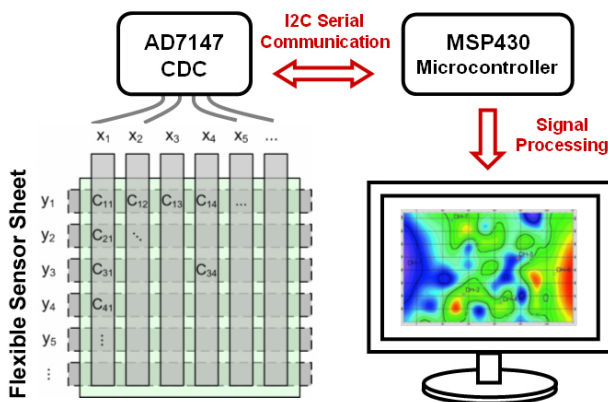 AD7147
CDC
I2C Serial
Communication
MSP430
Microcontroller
Signal
Processing
Flexible Sensor Sheet
x1 x2 x3 x4 x5 ...
y1 C11 C12 C13 C14 ...
y2 C21 ⋱
y3 C31 C34
y4 C41
y5 ⋮
⋮